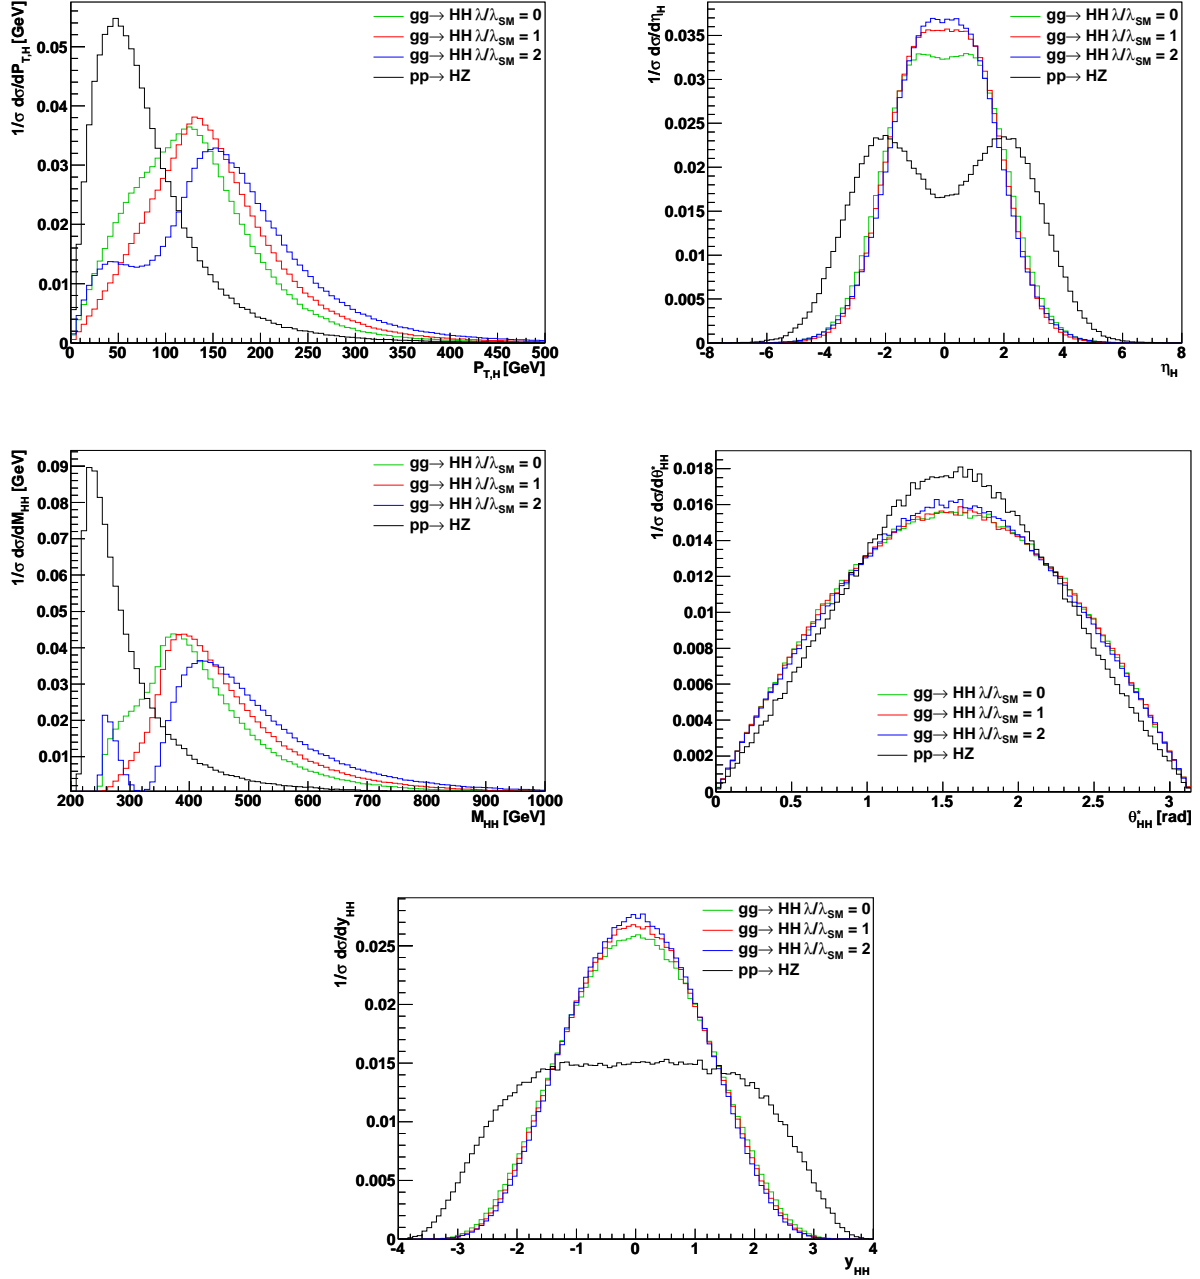 1/σ dσ/dP_T,H [GeV]
gg→ HH λ/λ_SM = 0
gg→ HH λ/λ_SM = 1
gg→ HH λ/λ_SM = 2
pp→ HZ
0.05
0.04
0.03
0.02
0.01
0
0 50 100 150 200 250 300 350 400 450 500
P_T,H [GeV]
1/σ dσ/dη_H
gg→ HH λ/λ_SM = 0
gg→ HH λ/λ_SM = 1
gg→ HH λ/λ_SM = 2
pp→ HZ
0.035
0.03
0.025
0.02
0.015
0.01
0.005
0
-8 -6 -4 -2 0 2 4 6 8
η_H
1/σ dσ/dM_HH [GeV]
gg→ HH λ/λ_SM = 0
gg→ HH λ/λ_SM = 1
gg→ HH λ/λ_SM = 2
pp→ HZ
0.09
0.08
0.07
0.06
0.05
0.04
0.03
0.02
0.01
200 300 400 500 600 700 800 900 1000
M_HH [GeV]
1/σ dσ/dθ*_HH
0.018
0.016
0.014
0.012
0.01
0.008
0.006
0.004
0.002
0
gg→ HH λ/λ_SM = 0
gg→ HH λ/λ_SM = 1
gg→ HH λ/λ_SM = 2
pp→ HZ
0 0.5 1 1.5 2 2.5 3
θ*_HH [rad]
1/σ dσ/dy_HH
gg→ HH λ/λ_SM = 0
gg→ HH λ/λ_SM = 1
gg→ HH λ/λ_SM = 2
pp→ HZ
0.025
0.02
0.015
0.01
0.005
0
-4 -3 -2 -1 0 1 2 3 4
y_HH